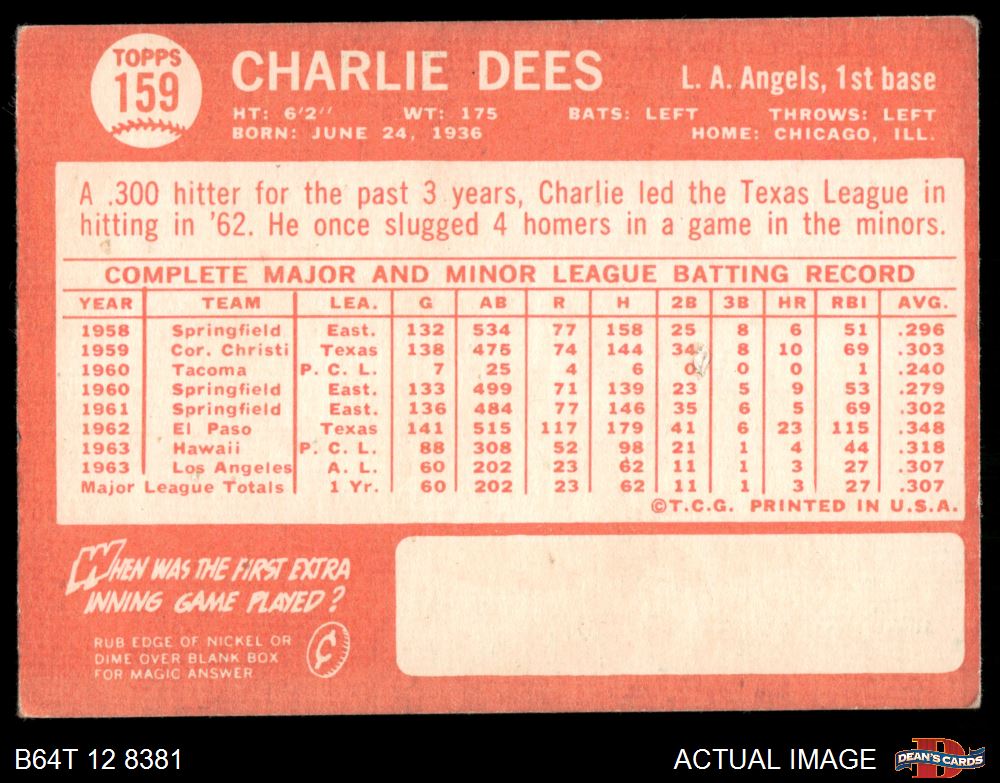 TOPPS
159
CHARLIE DEES
L. A. Angels, 1st base
HT: 6'2'' WT: 175 BATS: LEFT THROWS: LEFT
BORN: JUNE 24, 1936 HOME: CHICAGO, ILL.
A .300 hitter for the past 3 years, Charlie led the Texas League in
hitting in '62. He once slugged 4 homers in a game in the minors.
COMPLETE MAJOR AND MINOR LEAGUE BATTING RECORD
YEAR TEAM LEA. G AB R H 2B 3B HR RBI AVG.
1958 Springfield East. 132 534 77 158 25 8 6 51 .296
1959 Cor. Christi Texas 138 475 74 144 34 8 10 69 .303
1960 Tacoma P. C. L. 7 25 4 6 0 0 0 1 .240
1960 Springfield East. 133 499 71 139 23 5 9 53 .279
1961 Springfield East. 136 484 77 146 35 6 5 69 .302
1962 El Paso Texas 141 515 117 179 41 6 23 115 .348
1963 Hawaii P. C. L. 88 308 52 98 21 1 4 44 .318
1963 Los Angeles A. L. 60 202 23 62 11 1 3 27 .307
Major League Totals 1 Yr. 60 202 23 62 11 1 3 27 .307
©T.C.G. PRINTED IN U.S.A.
WHEN WAS THE FIRST EXTRA
INNING GAME PLAYED?
RUB EDGE OF NICKEL OR
DIME OVER BLANK BOX
FOR MAGIC ANSWER
¢
B64T 12 8381
ACTUAL IMAGE
D
DEAN'S CARDS